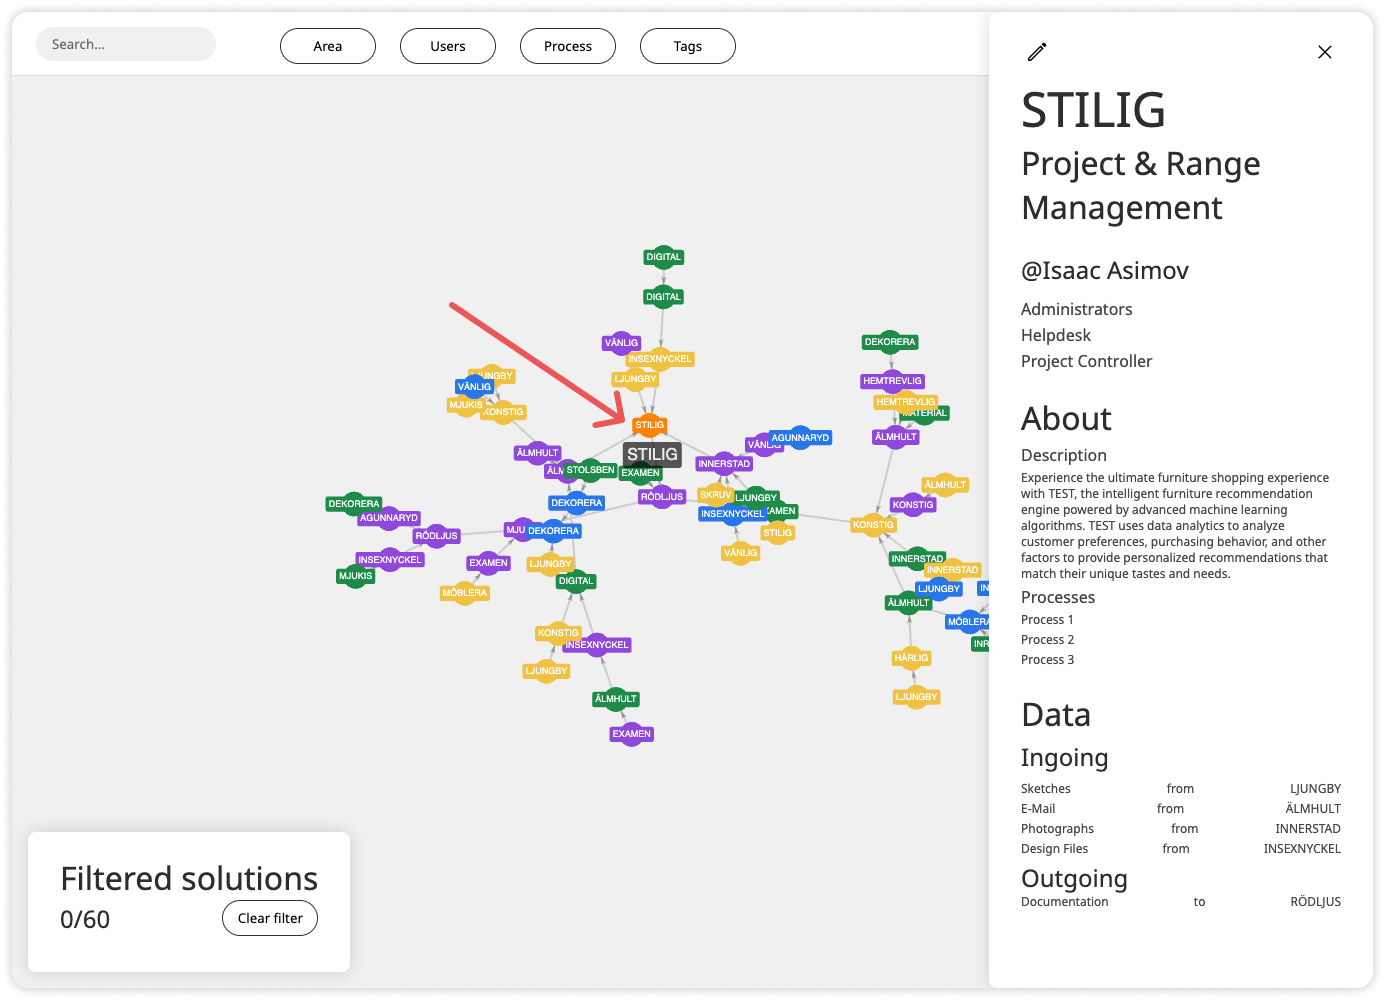 Search...
Area
Users
Process
Tags
STILIG
Project & Range
Management
@Isaac Asimov
Administrators
Helpdesk
Project Controller
About
Description
Experience the ultimate furniture shopping experience
with TEST, the intelligent furniture recommendation
engine powered by advanced machine learning
algorithms. TEST uses data analytics to analyze
customer preferences, purchasing behavior, and other
factors to provide personalized recommendations that
match their unique tastes and needs.
Processes
Process 1
Process 2
Process 3
Data
Ingoing
Sketches from LJUNGBY
E-Mail from ÄLMHULT
Photographs from INNERSTAD
Design Files from INSEXNYCKEL
Outgoing
Documentation to RÖDLJUS
DIGITAL
DIGITAL
VÄNLIG
INSEXNYCKEL
LJUNGBY
STILIG
STILIG
VÄNLIG
MJUKIS
KONSTIG
ÄLMHULT
STOLSBEN
EXAMEN
RÖDLJUS
DEKORERA
DEKORERA
INNERSTAD
AGUNNARYD
SKRUV
LJUNGBY
INSEXNYCKEL
STILIG
VÄNLIG
DEKORERA
AGUNNARYD
RÖDLJUS
INSEXNYCKEL
MJUKIS
EXAMEN
MÖBLERA
LJUNGBY
DIGITAL
KONSTIG
INSEXNYCKEL
LJUNGBY
ÄLMHULT
EXAMEN
DEKORERA
HEMTREVLIG
HEMTREVLIG
MATERIAL
ÄLMHULT
ÄLMHULT
KONSTIG
KONSTIG
INNERSTAD
INNERSTAD
LJUNGBY
ÄLMHULT
MÖBLERA
HÄRLIG
LJUNGBY
Filtered solutions
0/60
Clear filter